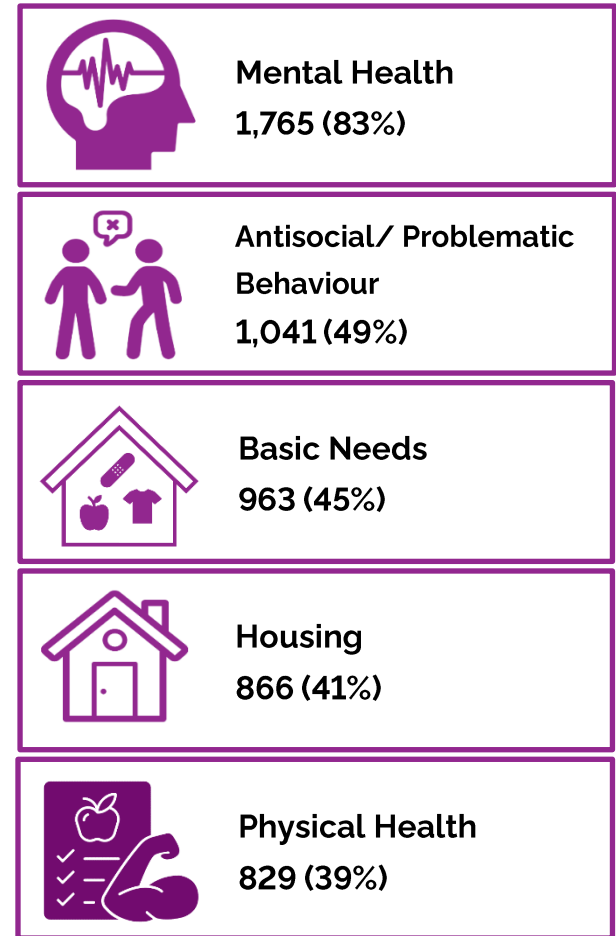 Mental Health
1,765 (83%)
Antisocial/ Problematic
Behaviour
1,041 (49%)
Basic Needs
963 (45%)
Housing
866 (41%)
Physical Health
829 (39%)